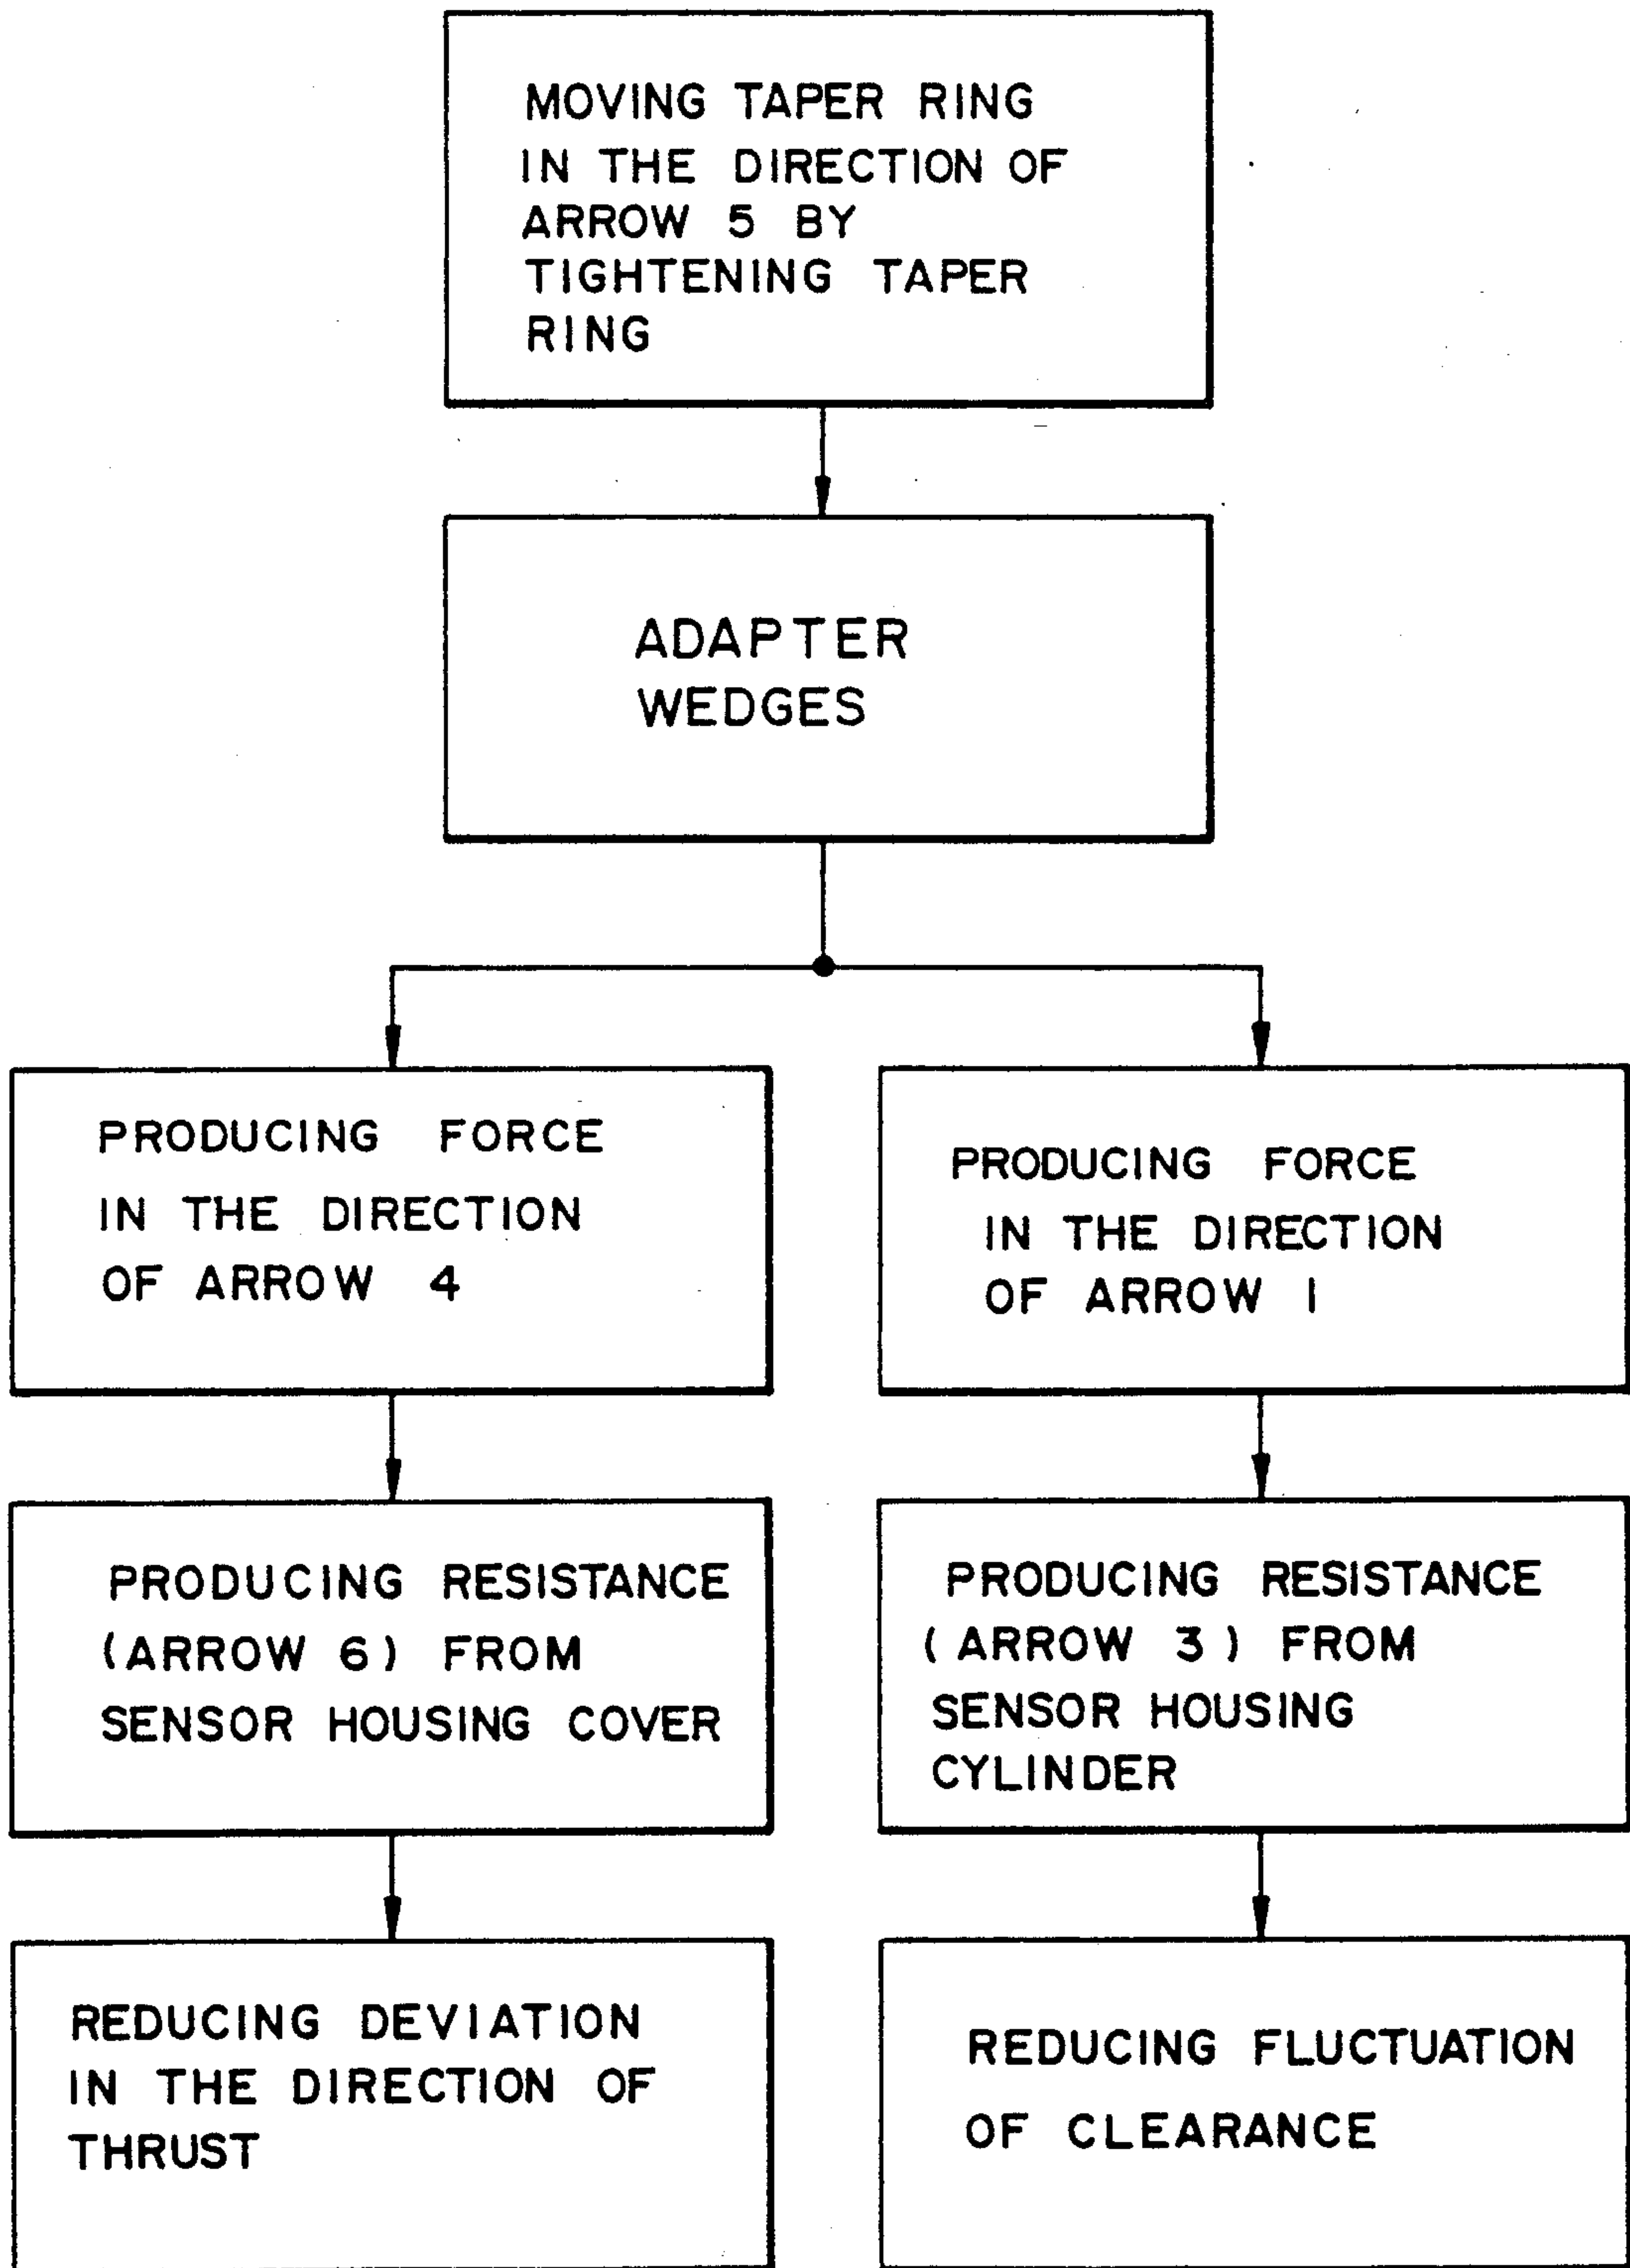 MOVING TAPER RING
IN THE DIRECTION OF
ARROW 5 BY
TIGHTENING TAPER
RING
ADAPTER
WEDGES
PRODUCING FORCE
IN THE DIRECTION
OF ARROW 4
PRODUCING FORCE
IN THE DIRECTION
OF ARROW 1
PRODUCING RESISTANCE
(ARROW 6) FROM
SENSOR HOUSING COVER
PRODUCING RESISTANCE
(ARROW 3) FROM
SENSOR HOUSING
CYLINDER
REDUCING DEVIATION
IN THE DIRECTION OF
THRUST
REDUCING FLUCTUATION
OF CLEARANCE